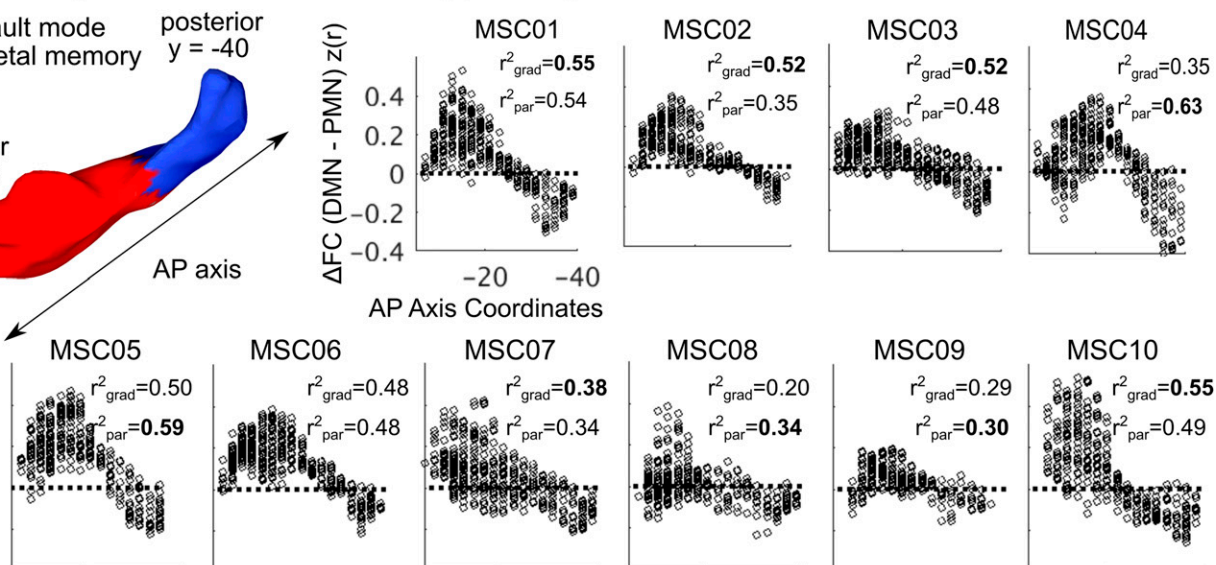 ault mode
etal memory
posterior
y = -40
r
AP axis
ΔFC (DMN - PMN) z(r)
0.4
0.2
0
−0.2
−0.4
−20 −40
AP Axis Coordinates
MSC01
r²grad=0.55
r²par=0.54
MSC02
r²grad=0.52
r²par=0.35
MSC03
r²grad=0.52
r²par=0.48
MSC04
r²grad=0.35
r²par=0.63
MSC05
r²grad=0.50
r²par=0.59
MSC06
r²grad=0.48
r²par=0.48
MSC07
r²grad=0.38
r²par=0.34
MSC08
r²grad=0.20
r²par=0.34
MSC09
r²grad=0.29
r²par=0.30
MSC10
r²grad=0.55
r²par=0.49